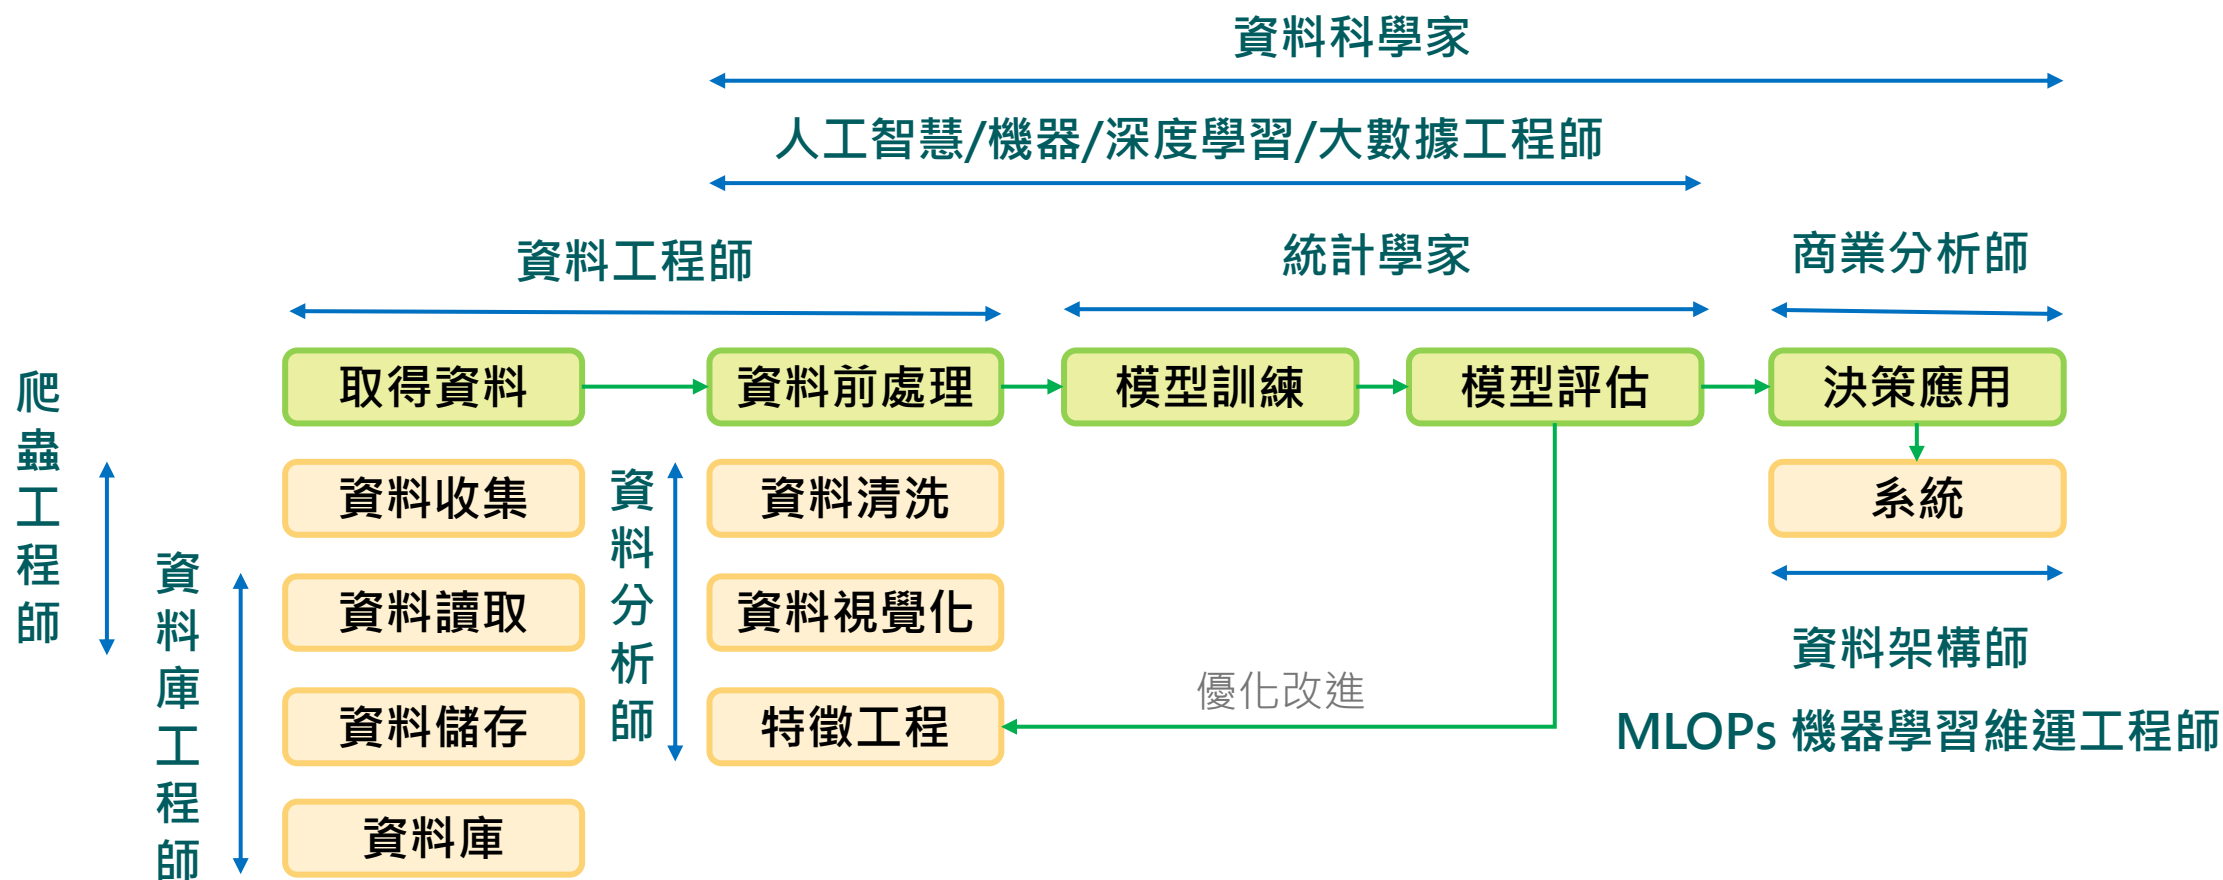 資料科學家
人工智慧/機器/深度學習/大數據工程師
資料工程師
統計學家
商業分析師
取得資料
資料前處理
模型訓練
模型評估
決策應用
爬蟲工程師
資料收集
資料分析師
資料清洗
系統
資料庫工程師
資料讀取
資料視覺化
資料架構師
優化改進
資料儲存
特徵工程
MLOPs 機器學習維運工程師
資料庫